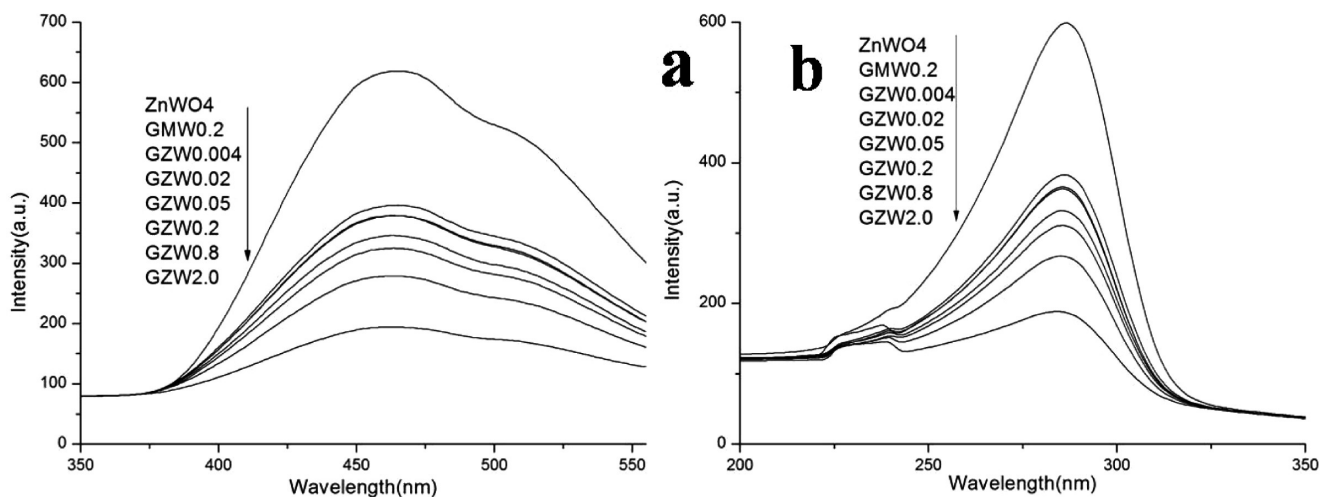 a
700
600
500
400
300
200
100
0
Intensity(a.u.)
ZnWO4
GMW0.2
GZW0.004
GZW0.02
GZW0.05
GZW0.2
GZW0.8
GZW2.0
350 400 450 500 550
Wavelength(nm)
b
600
400
200
0
Intensity(a.u.)
ZnWO4
GMW0.2
GZW0.004
GZW0.02
GZW0.05
GZW0.2
GZW0.8
GZW2.0
200 250 300 350
Wavelength(nm)